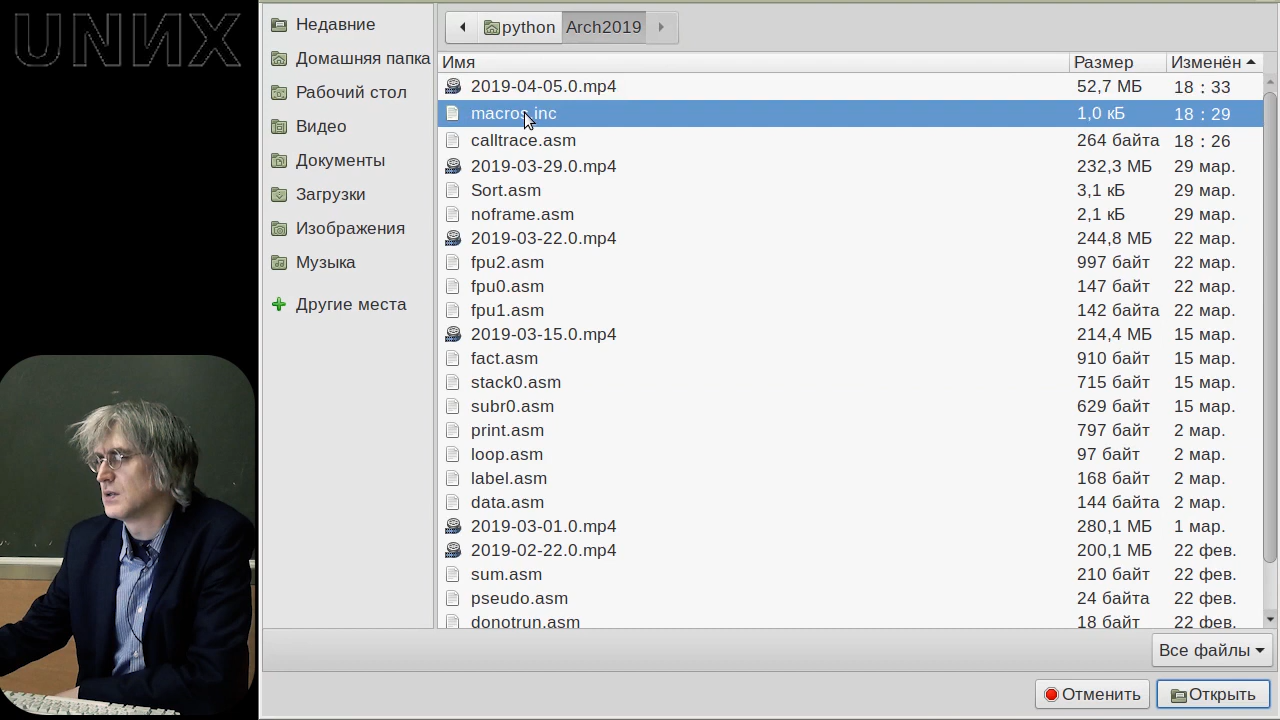 UNИX
Недавние
Домашняя папка
Рабочий стол
Видео
Документы
Загрузки
Изображения
Музыка
Другие места
python Arch2019
Имя Размер Изменён
2019-04-05.0.mp4 52,7 МБ 18 : 33
macros.inc 1,0 кБ 18 : 29
calltrace.asm 264 байта 18 : 26
2019-03-29.0.mp4 232,3 МБ 29 мар.
Sort.asm 3,1 кБ 29 мар.
noframe.asm 2,1 кБ 29 мар.
2019-03-22.0.mp4 244,8 МБ 22 мар.
fpu2.asm 997 байт 22 мар.
fpu0.asm 147 байт 22 мар.
fpu1.asm 142 байта 22 мар.
2019-03-15.0.mp4 214,4 МБ 15 мар.
fact.asm 910 байт 15 мар.
stack0.asm 715 байт 15 мар.
subr0.asm 629 байт 15 мар.
print.asm 797 байт 2 мар.
loop.asm 97 байт 2 мар.
label.asm 168 байт 2 мар.
data.asm 144 байта 2 мар.
2019-03-01.0.mp4 280,1 МБ 1 мар.
2019-02-22.0.mp4 200,1 МБ 22 фев.
sum.asm 210 байт 22 фев.
pseudo.asm 24 байта 22 фев.
donotrun.asm 18 байт 22 фев.
Все файлы
Отменить Открыть